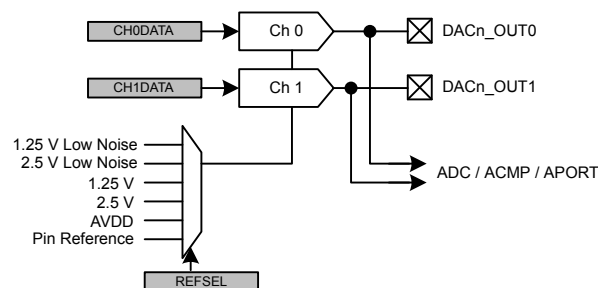 CH0DATA
Ch 0
DACn_OUT0
CH1DATA
Ch 1
DACn_OUT1
1.25 V Low Noise
2.5 V Low Noise
1.25 V
2.5 V
AVDD
Pin Reference
ADC / ACMP / APORT
REFSEL